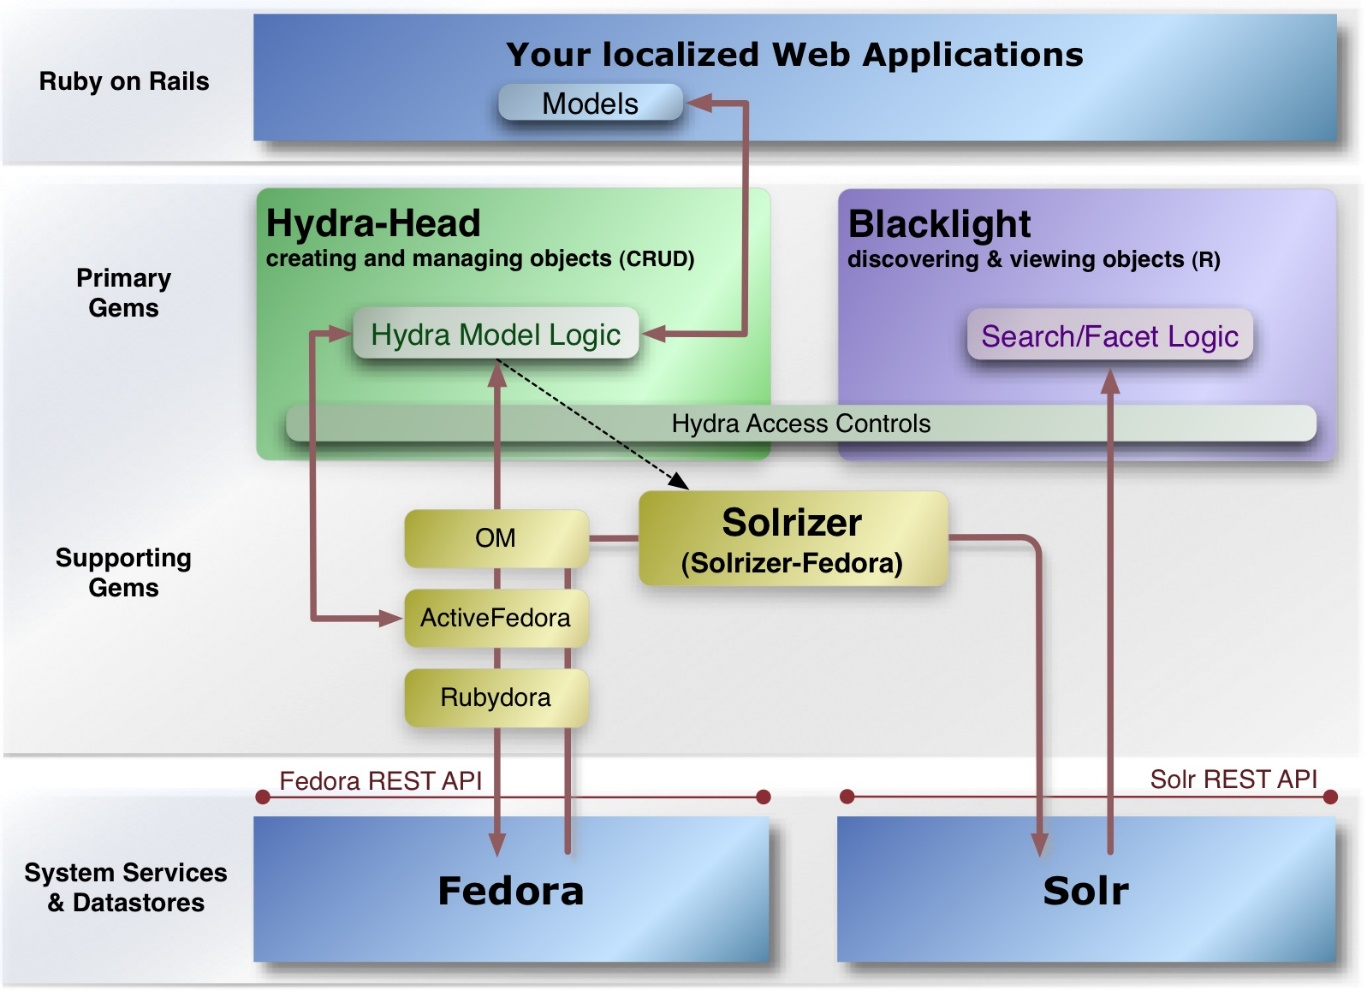 Ruby on Rails
Your localized Web Applications
Models
Primary
Gems
Hydra-Head
creating and managing objects (CRUD)
Hydra Model Logic
Blacklight
discovering & viewing objects (R)
Search/Facet Logic
Hydra Access Controls
Supporting
Gems
OM
Solrizer
(Solrizer-Fedora)
ActiveFedora
Rubydora
Fedora REST API
Solr REST API
System Services
& Datastores
Fedora
Solr